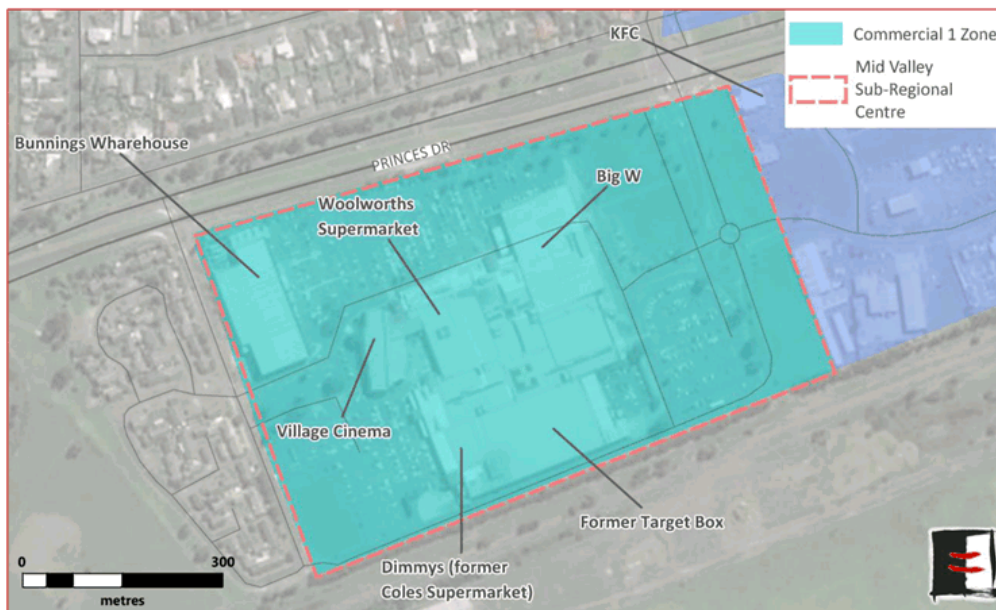 KFC
Commercial 1 Zone
Mid Valley
Sub-Regional
Centre
Bunnings Wharehouse
PRINCES DR
Woolworths
Supermarket
Big W
Village Cinema
Former Target Box
Dimmys (former
Coles Supermarket)
0 300
metres